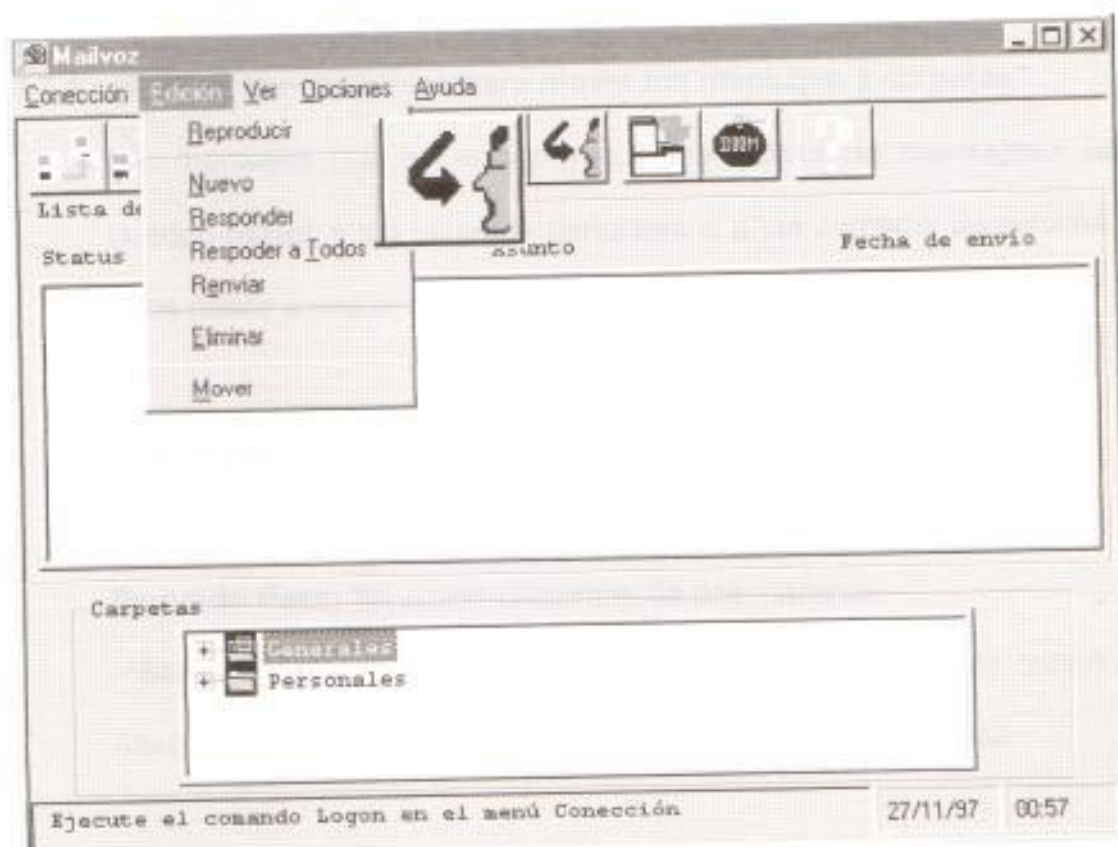 Mailvoz
Conección Edición Ver Opciones Ayuda
Reproducir
Nuevo
Responder
Respoder a Todos
Renviar
Eliminar
Mover
Lista de
Status Asunto Fecha de envío
Carpetas
Generales
Personales
Ejecute el comando Logon en el menú Conección 27/11/97 00:57